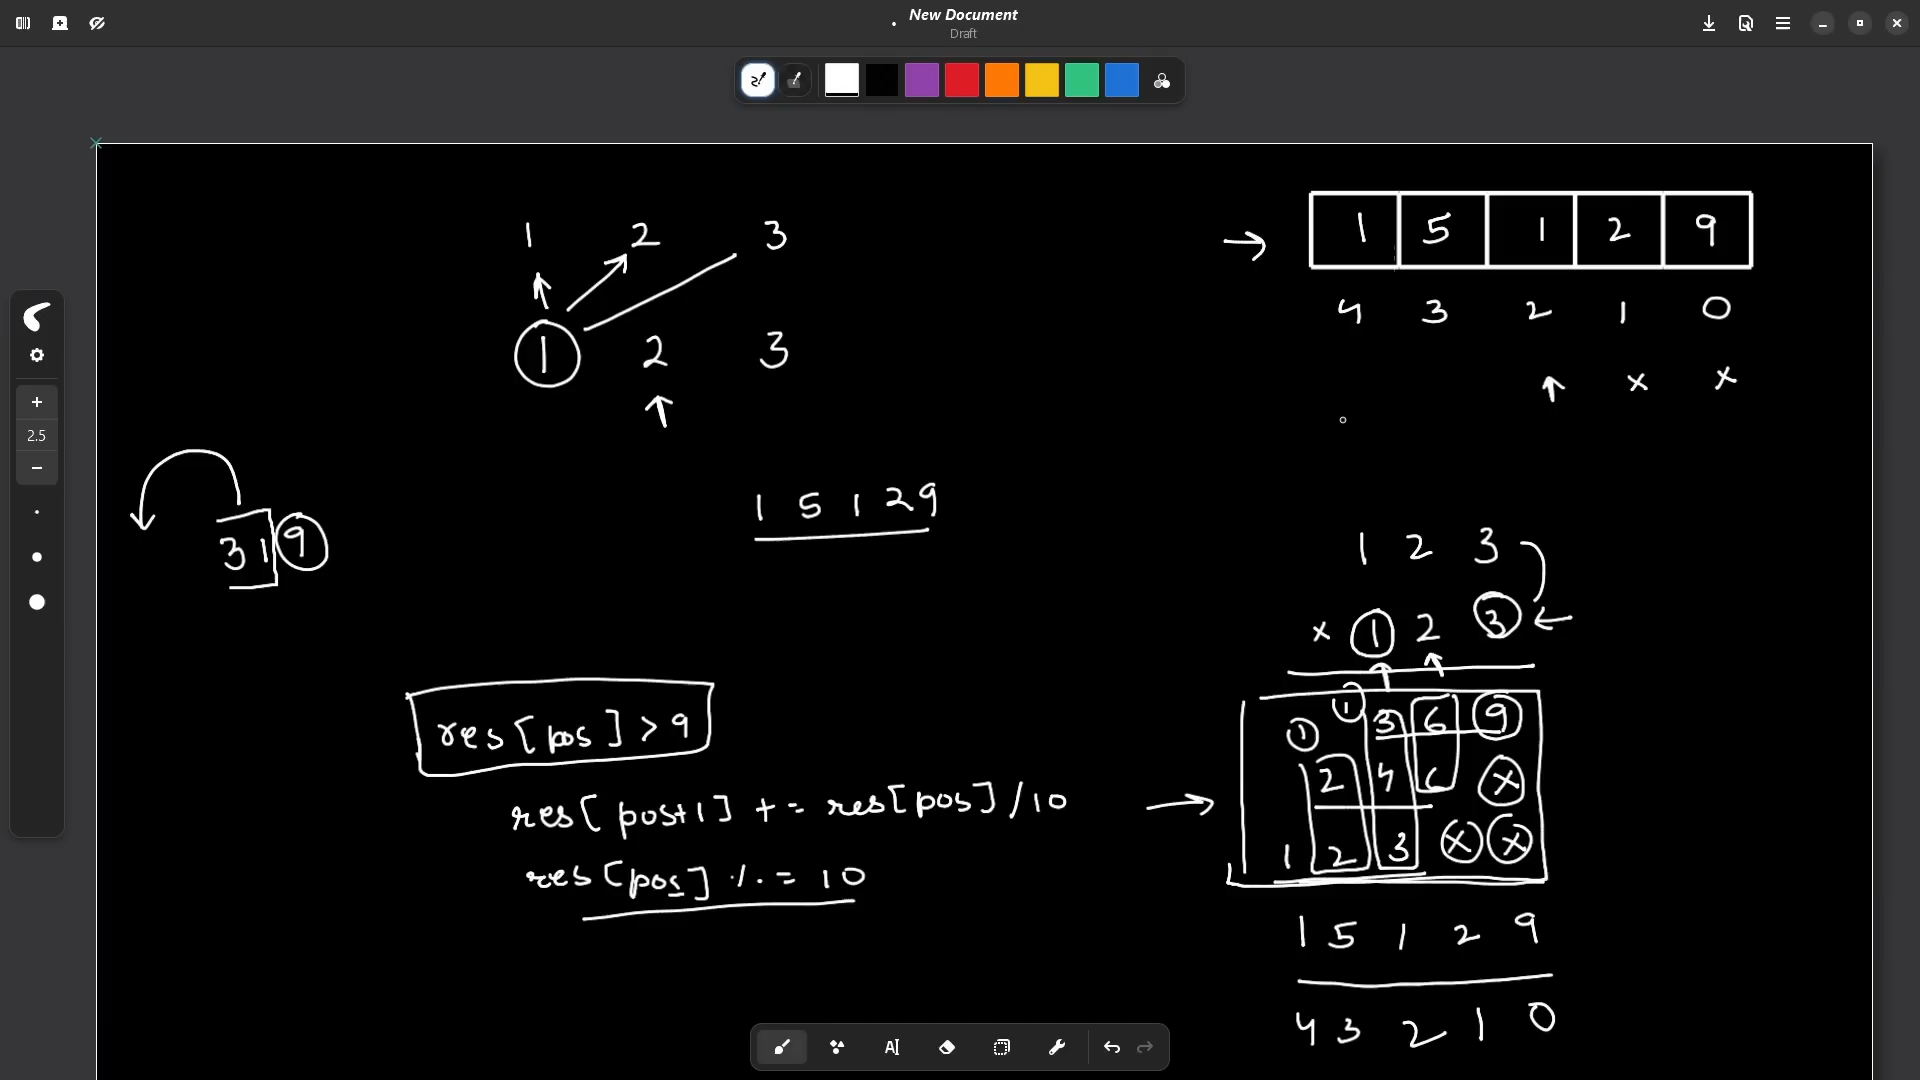 New Document
Draft
1 2 3
1 2 3
→ 1 5 1 2 9
4 3 2 1 0
x x
2.5
1 5 1 2 9
3 1 9
1 2 3
x 1 2 3
res[pos] > 9
res[pos+1] += res[pos]/10
res[pos] %= 10
1 1 3 6 9
2 4 6 x
1 2 3 x x
1 5 1 2 9
4 3 2 1 0
AI